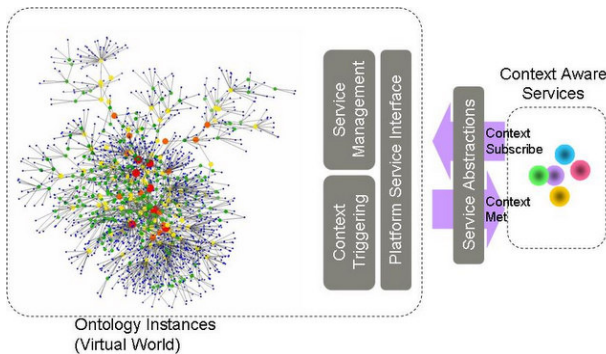 Service
Management
Context
Triggering
Platform Service Interface
Service Abstractions
Context Aware
Services
Context
Subscribe
Context
Met
Ontology Instances
(Virtual World)